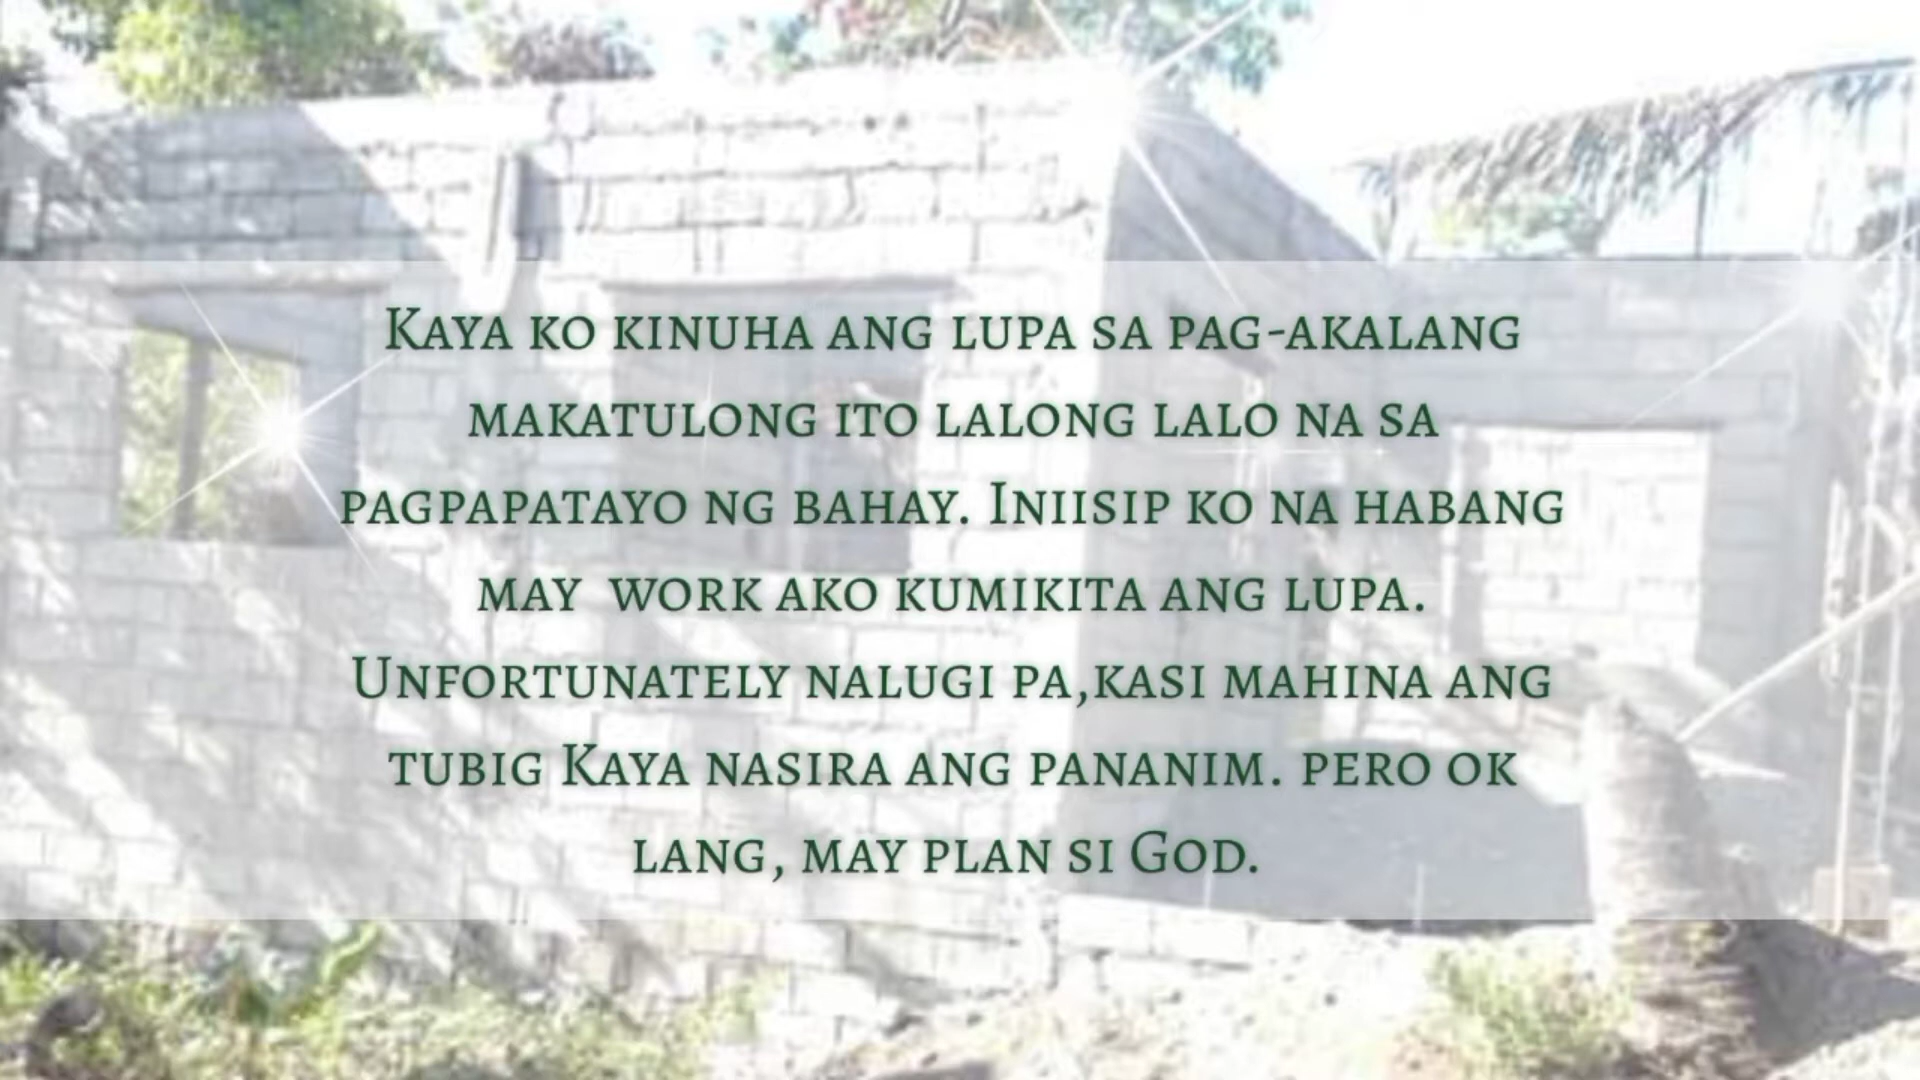 Kaya ko kinuha ang lupa sa pag-akalang
makatulong ito lalong lalo na sa
pagpapatayo ng bahay. Iniisip ko na habang
may  work ako kumikita ang lupa.
Unfortunately nalugi pa,kasi mahina ang
tubig Kaya nasira ang pananim. pero ok
lang, may plan si God.